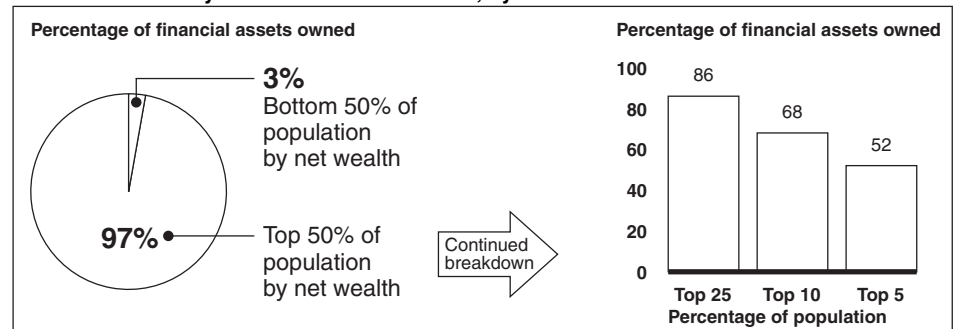 Percentage of financial assets owned
3%
Bottom 50% of
population
by net wealth
97%
Top 50% of
population
by net wealth
Continued
breakdown
Percentage of financial assets owned
100
80
60
40
20
0
86
68
52
Top 25 Top 10 Top 5
Percentage of population